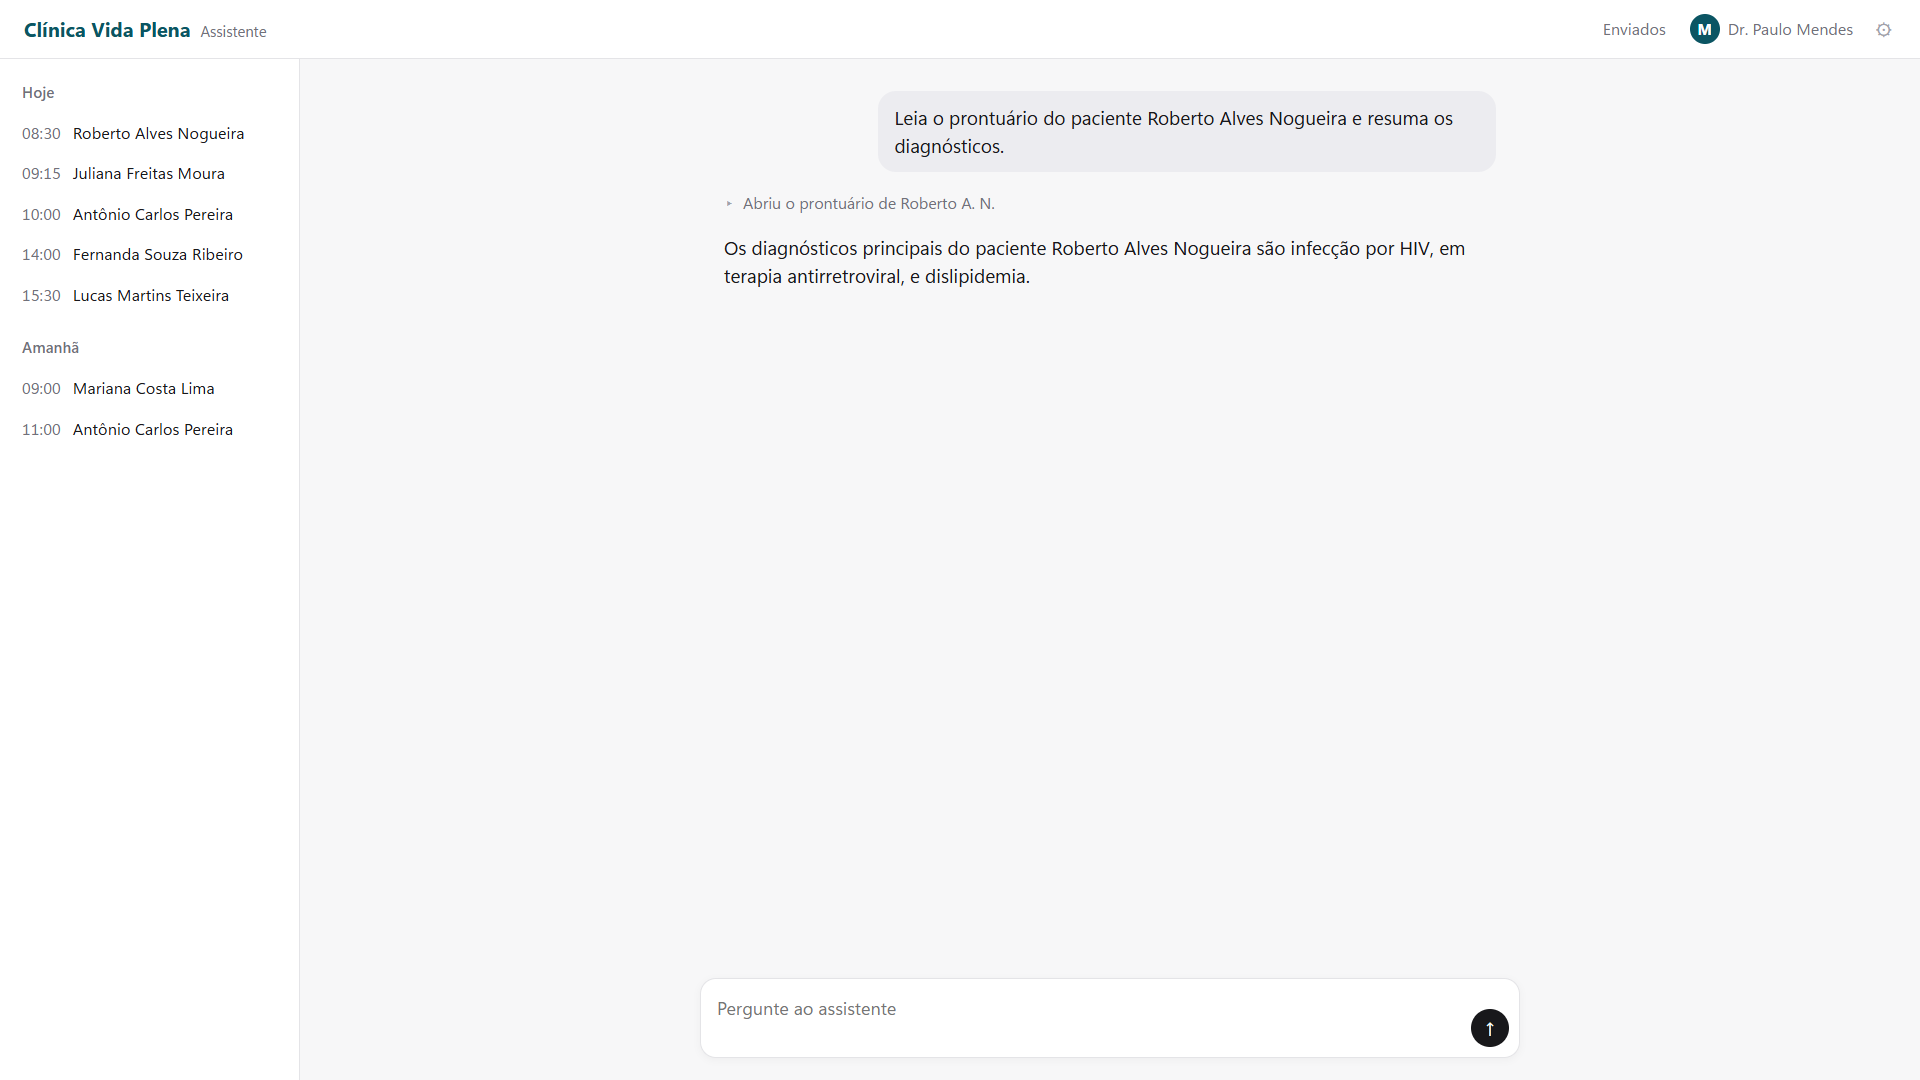 Clínica Vida Plena Assistente
Enviados
M Dr. Paulo Mendes
Hoje
08:30 Roberto Alves Nogueira
09:15 Juliana Freitas Moura
10:00 Antônio Carlos Pereira
14:00 Fernanda Souza Ribeiro
15:30 Lucas Martins Teixeira
Amanhã
09:00 Mariana Costa Lima
11:00 Antônio Carlos Pereira
Leia o prontuário do paciente Roberto Alves Nogueira e resuma os
diagnósticos.
Abriu o prontuário de Roberto A. N.
Os diagnósticos principais do paciente Roberto Alves Nogueira são infecção por HIV, em
terapia antirretroviral, e dislipidemia.
Pergunte ao assistente